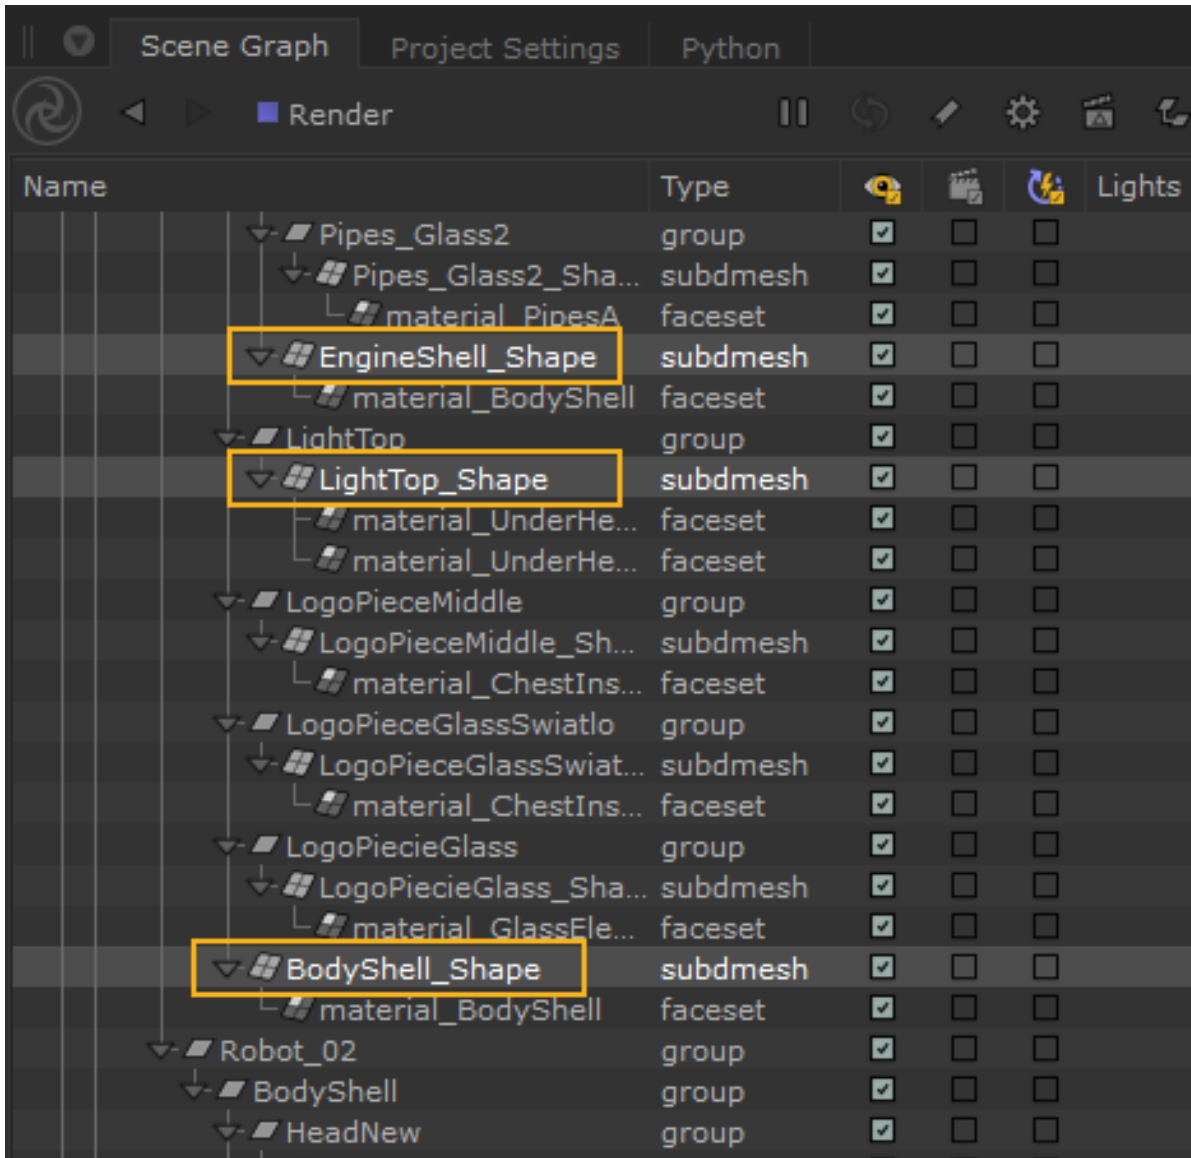 Scene Graph Project Settings Python
Render
Name Type Lights
Pipes_Glass2 group
Pipes_Glass2_Sha... subdmesh
material_PipesA faceset
EngineShell_Shape subdmesh
material_BodyShell faceset
LightTop group
LightTop_Shape subdmesh
material_UnderHe... faceset
material_UnderHe... faceset
LogoPieceMiddle group
LogoPieceMiddle_Sh... subdmesh
material_ChestIns... faceset
LogoPieceGlassSwiatlo group
LogoPieceGlassSwiat... subdmesh
material_ChestIns... faceset
LogoPiecieGlass group
LogoPiecieGlass_Sha... subdmesh
material_GlassEle... faceset
BodyShell_Shape subdmesh
material_BodyShell faceset
Robot_02 group
BodyShell group
HeadNew group